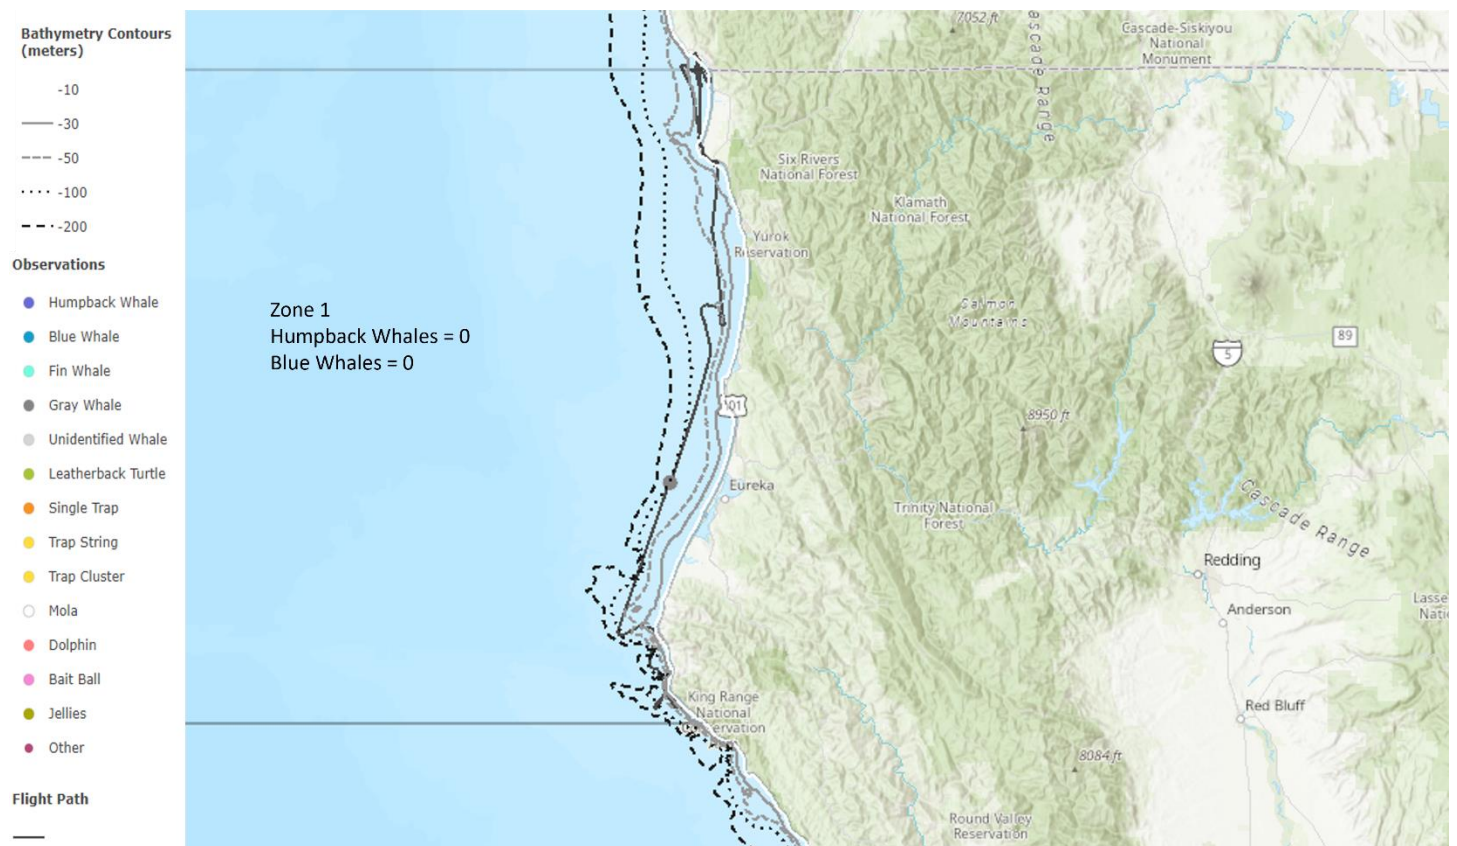 Bathymetry Contours
(meters)
-10
-30
-50
-100
-200
Observations
Humpback Whale
Blue Whale
Fin Whale
Gray Whale
Unidentified Whale
Leatherback Turtle
Single Trap
Trap String
Trap Cluster
Mola
Dolphin
Bait Ball
Jellies
Other
Flight Path
Zone 1
Humpback Whales = 0
Blue Whales = 0
7052 ft
Cascade Range
Cascade-Siskiyou
National
Monument
Six Rivers
National Forest
Klamath
National Forest
Yurok
Reservation
Salmon
Mountains
89
5
101
8950 ft
Eureka
Trinity National
Forest
Cascade Range
Redding
Anderson
King Range
National
Red Bluff
8084 ft
Round Valley
Reservation